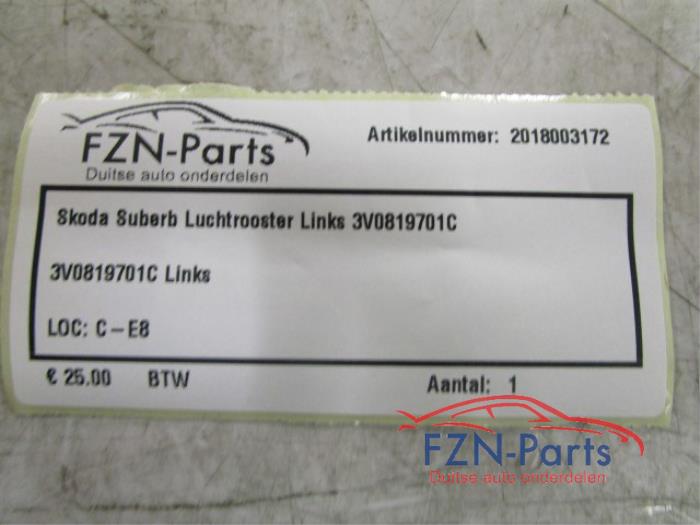 FZN-Parts
Duitse auto onderdelen
Artikelnummer: 2018003172
Skoda Suberb Luchtrooster Links 3V0819701C
3V0819701C Links
LOC: C-E8
€ 25.00 BTW Aantal: 1
FZN-Parts
Duitse auto onderdelen